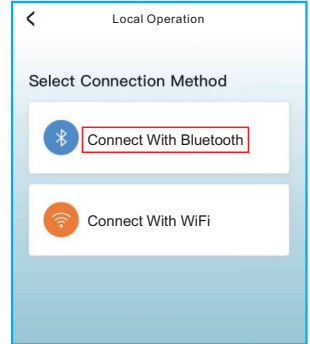 Local Operation
Select Connection Method
Connect With Bluetooth
Connect With WiFi